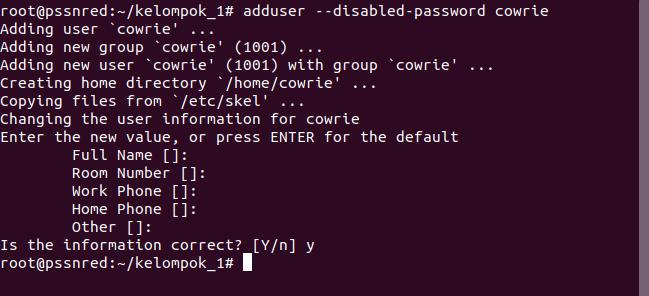 root@pssnred:~/kelompok_1# adduser --disabled-password cowrie
Adding user `cowrie' ...
Adding new group `cowrie' (1001) ...
Adding new user `cowrie' (1001) with group `cowrie' ...
Creating home directory `/home/cowrie' ...
Copying files from `/etc/skel' ...
Changing the user information for cowrie
Enter the new value, or press ENTER for the default
        Full Name []:
        Room Number []:
        Work Phone []:
        Home Phone []:
        Other []:
Is the information correct? [Y/n] y
root@pssnred:~/kelompok_1#